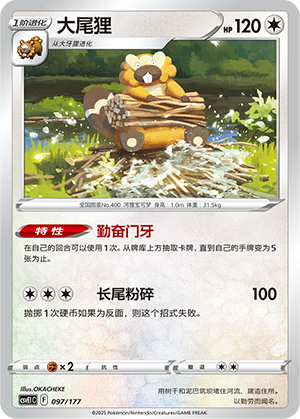 1阶进化 大尾狸 HP 120
从大牙狸进化
全国图鉴No.400 河狸宝可梦 身高:1.0m 体重:31.5kg
特性 勤奋门牙
在自己的回合可以使用1次。从牌库上方抽取卡牌,直到自己的手牌变为5
张为止。
长尾粉碎 100
抛掷1次硬币如果为反面,则这个招式失败。
弱点 ×2 抗性 撤退
Illus.OKACHEKE
CSV1C F 097/177
用树干和泥巴筑坝堵住河流,建造住所。
以勤劳而闻名。
©2025 Pokémon/Nintendo/Creatures/GAME FREAK.